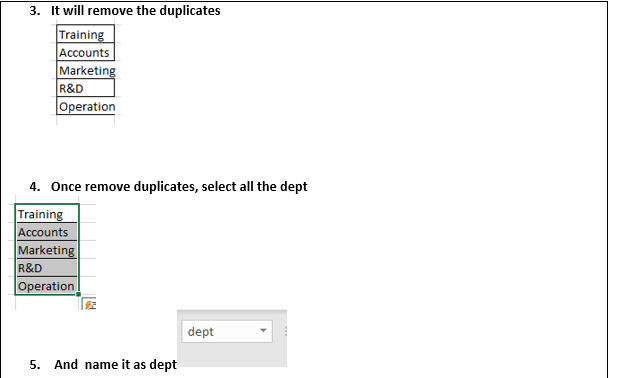 3. It will remove the duplicates
Training
Accounts
Marketing
R&D
Operation
4. Once remove duplicates, select all the dept
Training
Accounts
Marketing
R&D
Operation
dept
5. And name it as dept